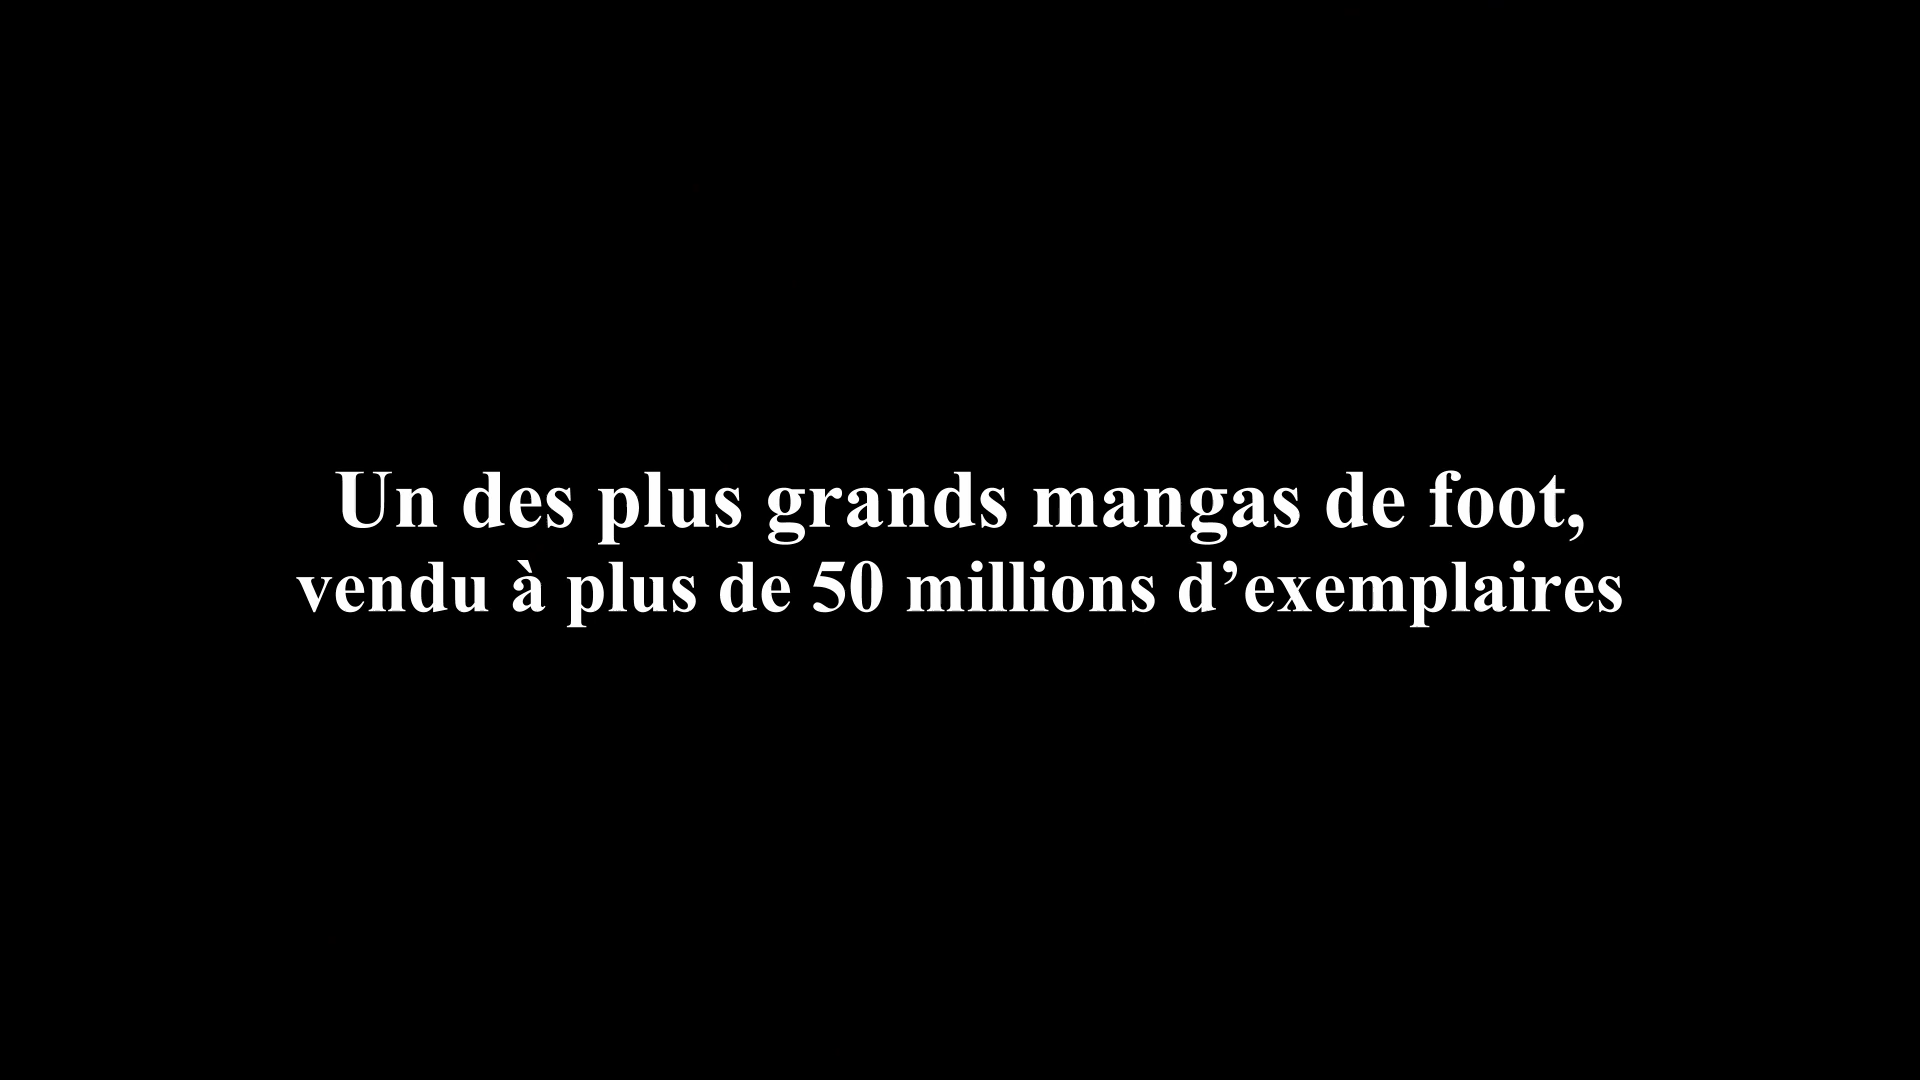 Un des plus grands mangas de foot,
vendu à plus de 50 millions d’exemplaires